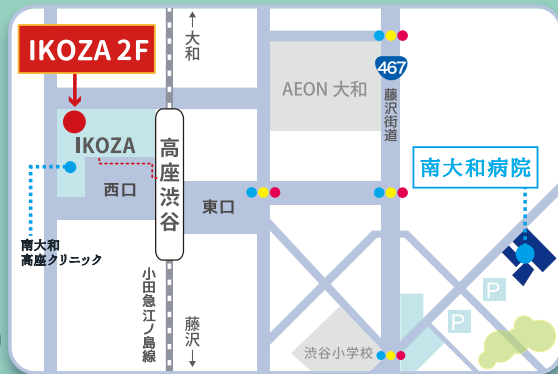 IKOZA 2F
←大和
467
AEON 大和
藤沢街道
IKOZA
高座渋谷
南大和病院
西口
東口
南大和
高座クリニック
小田急江ノ島線
藤沢→
P
P
渋谷小学校